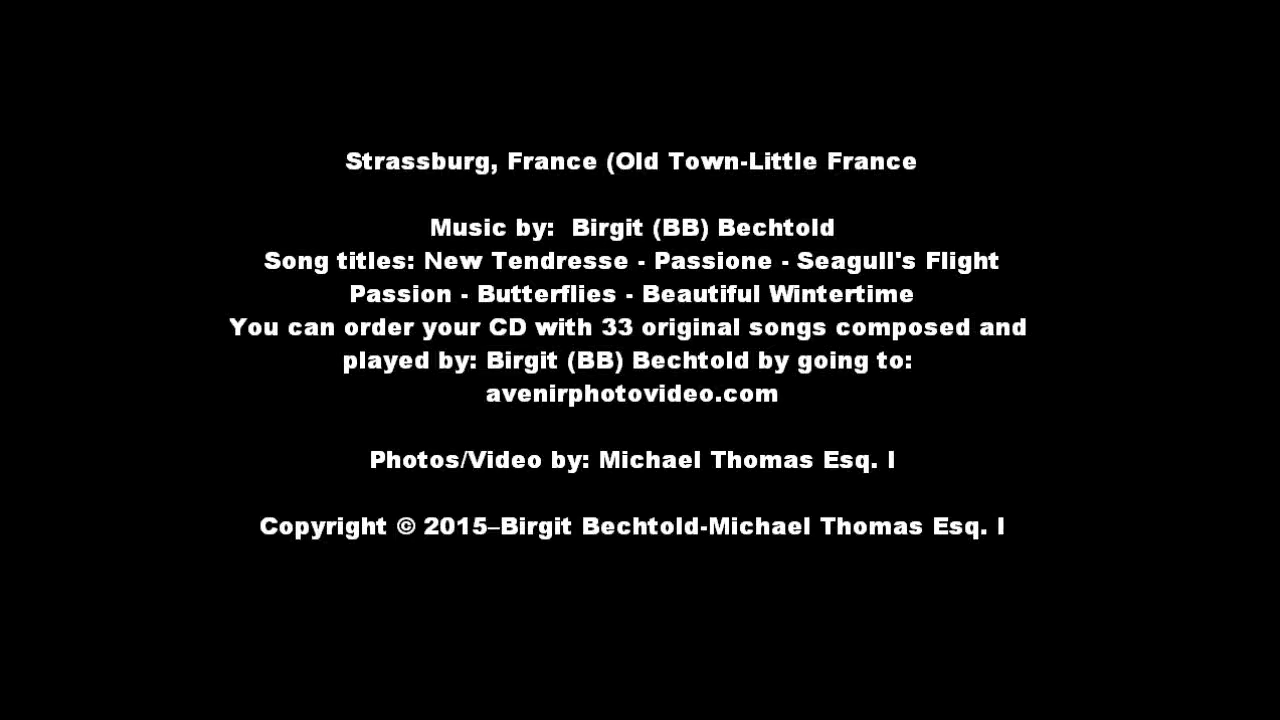 Strassburg, France (Old Town-Little France
Music by:  Birgit (BB) Bechtold
Song titles: New Tendresse - Passione - Seagull's Flight
Passion - Butterflies - Beautiful Wintertime
You can order your CD with 33 original songs composed and
played by: Birgit (BB) Bechtold by going to:
avenirphotovideo.com
Photos/Video by: Michael Thomas Esq. I
Copyright © 2015–Birgit Bechtold-Michael Thomas Esq. I